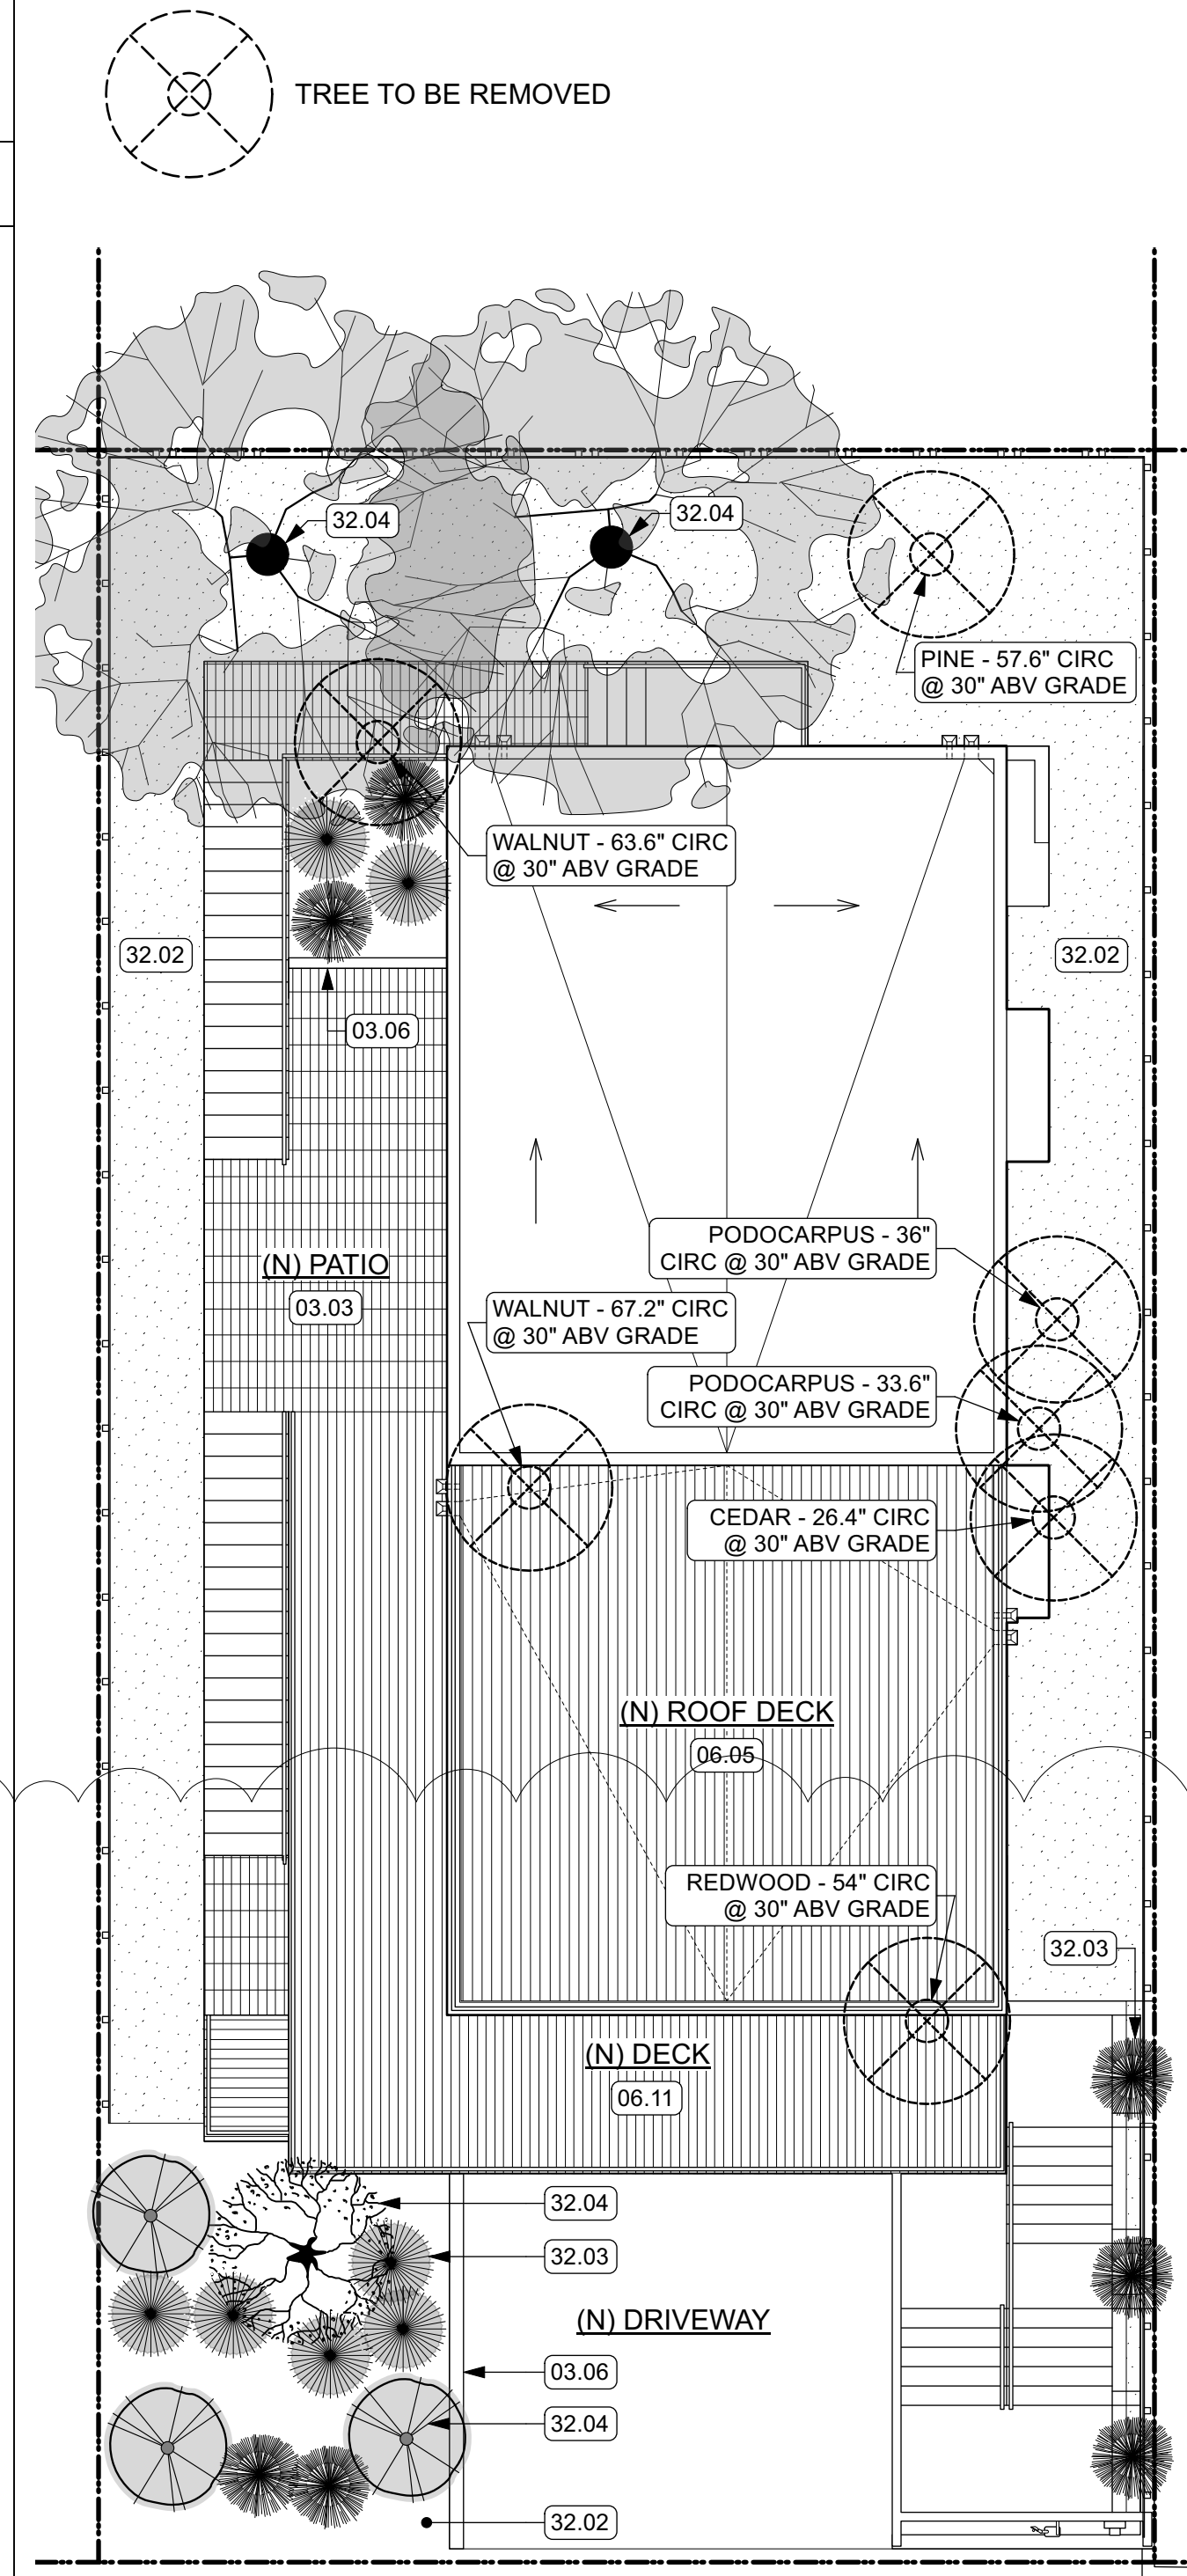 TREE TO BE REMOVED
32.04
32.04
PINE - 57.6" CIRC
@ 30" ABV GRADE
WALNUT - 63.6" CIRC
@ 30" ABV GRADE
32.02
32.02
03.06
PODOCARPUS - 36"
CIRC @ 30" ABV GRADE
(N) PATIO
03.03
WALNUT - 67.2" CIRC
@ 30" ABV GRADE
PODOCARPUS - 33.6"
CIRC @ 30" ABV GRADE
CEDAR - 26.4" CIRC
@ 30" ABV GRADE
(N) ROOF DECK
06.05
REDWOOD - 54" CIRC
@ 30" ABV GRADE
32.03
(N) DECK
06.11
32.04
32.03
(N) DRIVEWAY
03.06
32.04
32.02